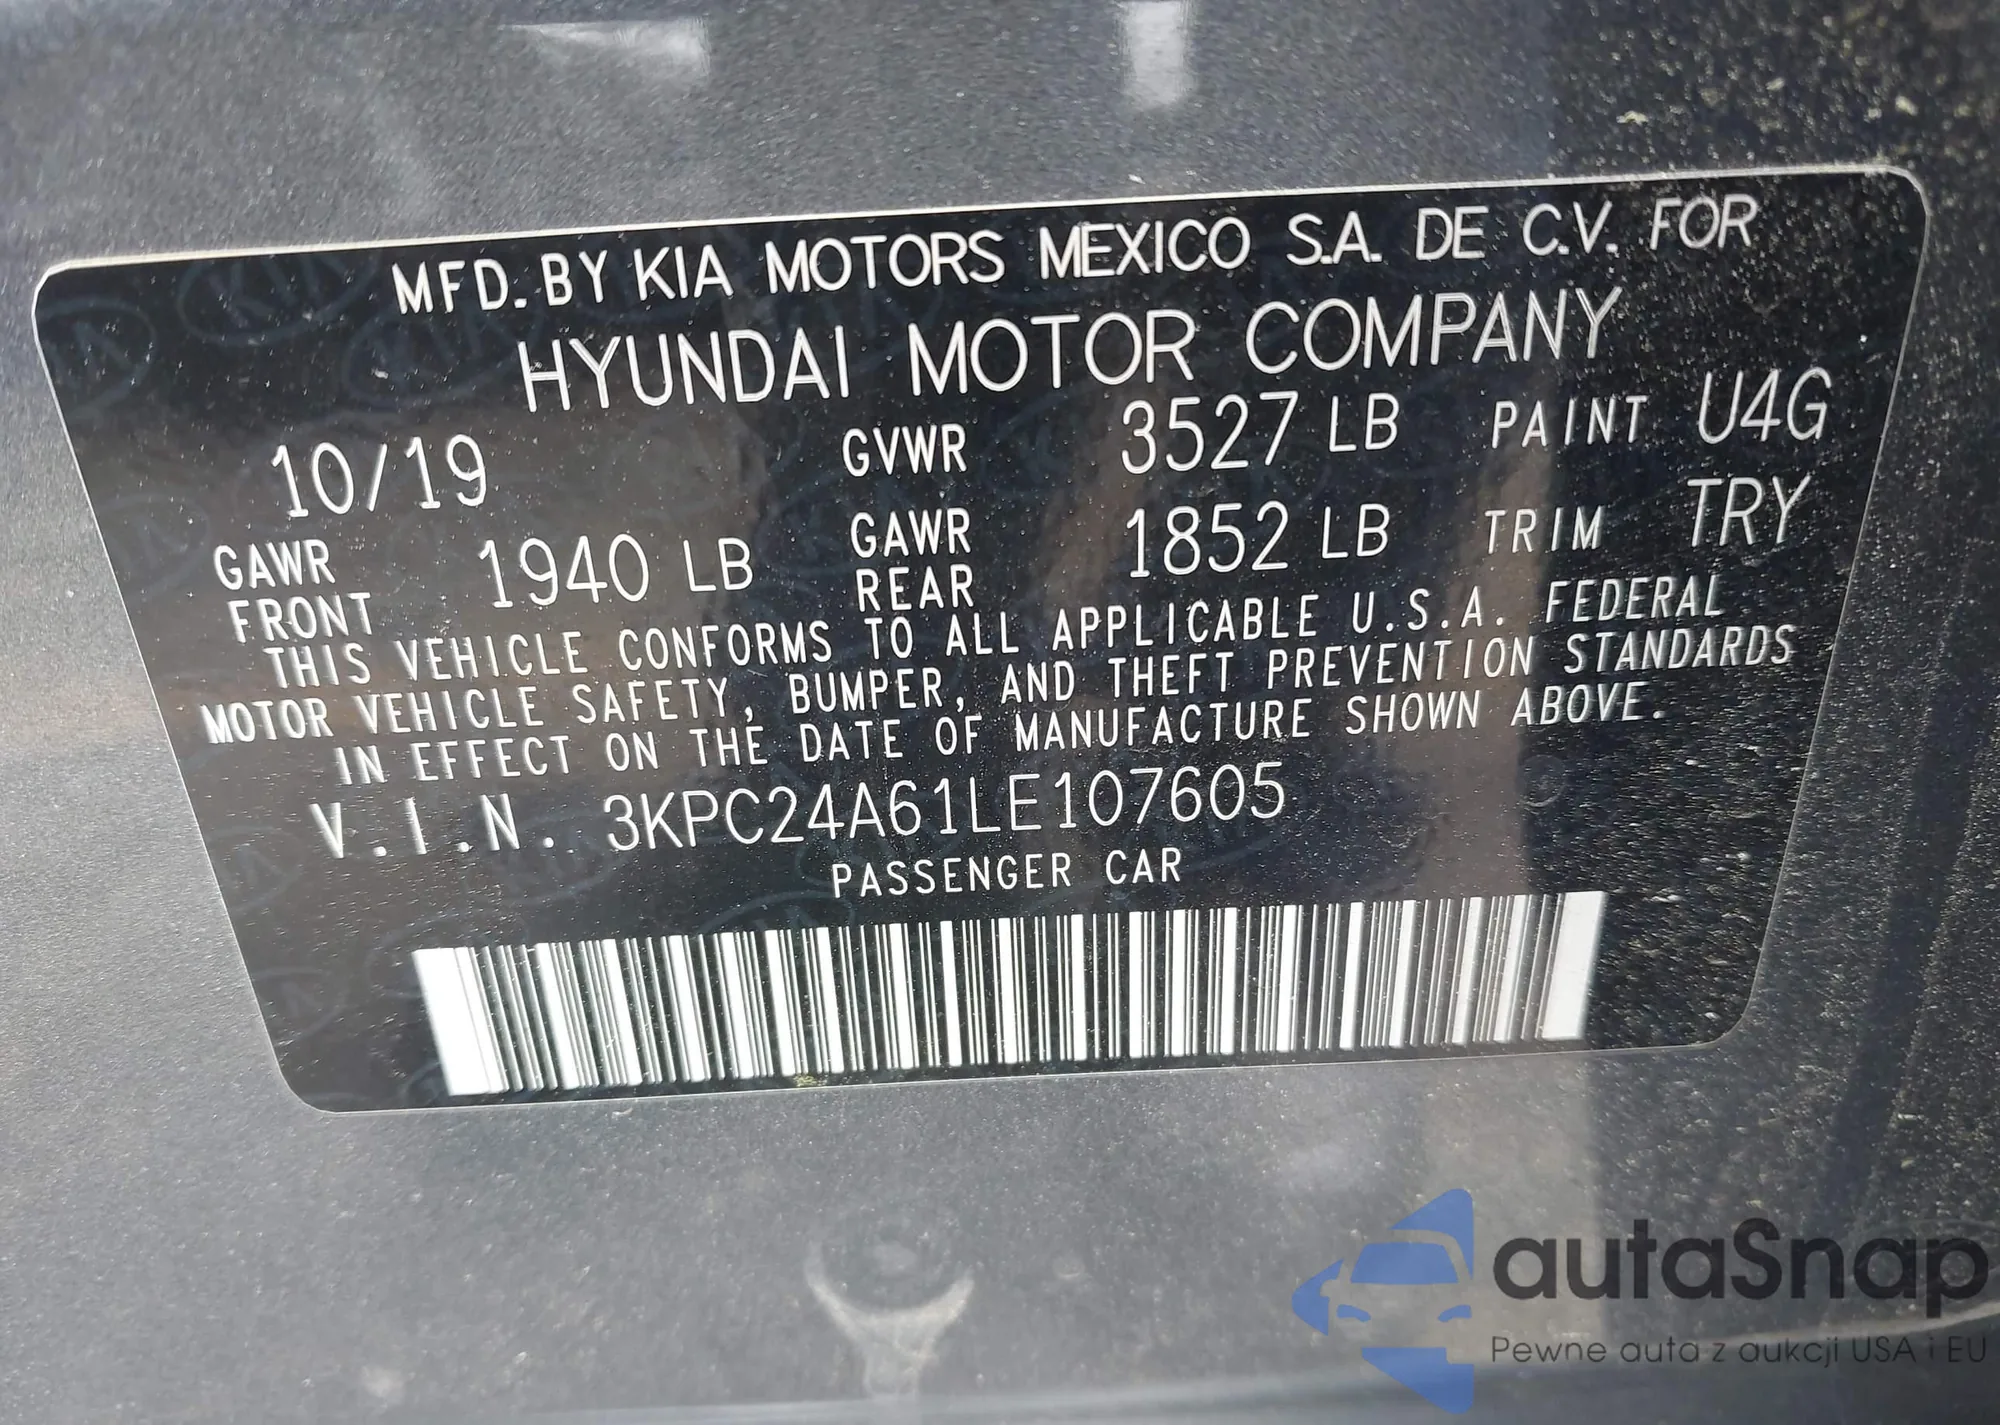 MFD. BY KIA MOTORS MEXICO S.A. DE C.V. FOR
HYUNDAI MOTOR COMPANY
10/19 GVWR 3527 LB PAINT U4G
GAWR FRONT 1940 LB GAWR REAR 1852 LB TRIM TRY
THIS VEHICLE CONFORMS TO ALL APPLICABLE U.S.A. FEDERAL
MOTOR VEHICLE SAFETY, BUMPER, AND THEFT PREVENTION STANDARDS
IN EFFECT ON THE DATE OF MANUFACTURE SHOWN ABOVE.
V.I.N. 3KPC24A61LE107605
PASSENGER CAR
autaSnap
Pewne auta z aukcji USA i EU